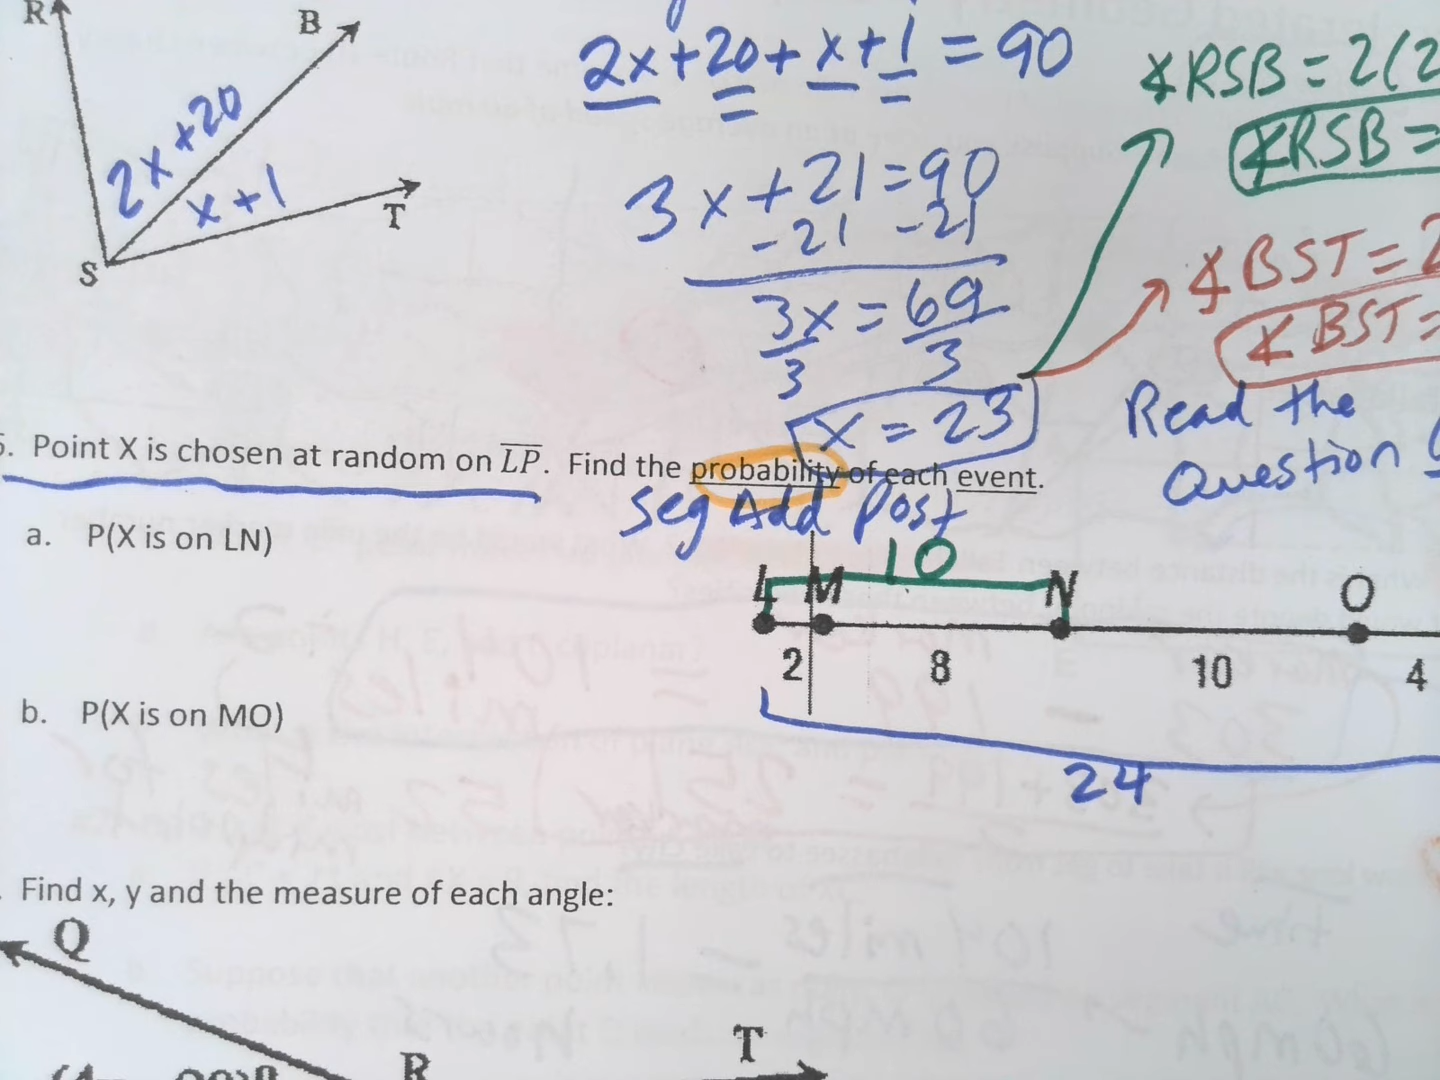 R
B
2x+20
x+1
T
S
2x+20+x+1=90
3x+21=90
-21 -21
3x=69
3 3
x=23
∡RSB=2(2
∡RSB=
∡BST=2
∡BST=
Read the
Question
5. Point X is chosen at random on LP. Find the probability of each event.
Seg Add Post
a. P(X is on LN)
10
L M N O
2 8 10 4
b. P(X is on MO)
24
Find x, y and the measure of each angle:
Q
T
R